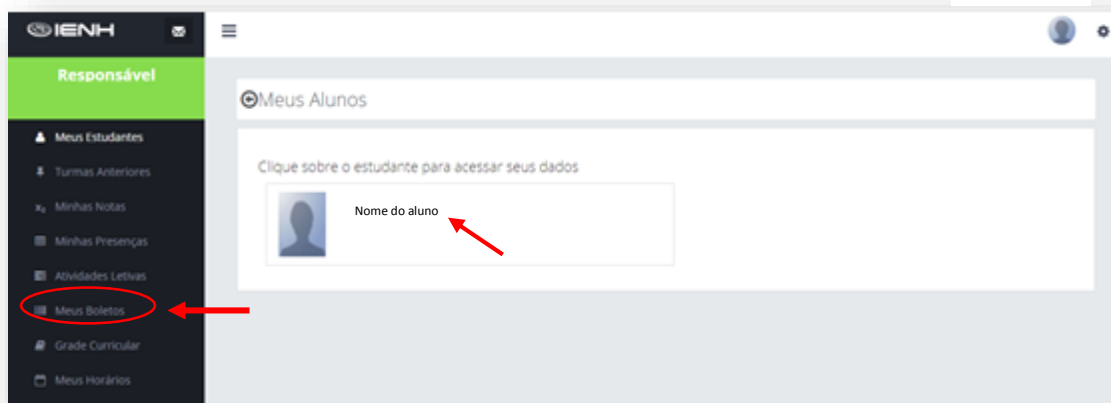 IENH
Responsável
Meus Estudantes
Turmas Anteriores
Minhas Notas
Minhas Presenças
Atividades Letivas
Meus Boletos
Grade Curricular
Meus Horários
Meus Alunos
Clique sobre o estudante para acessar seus dados
Nome do aluno